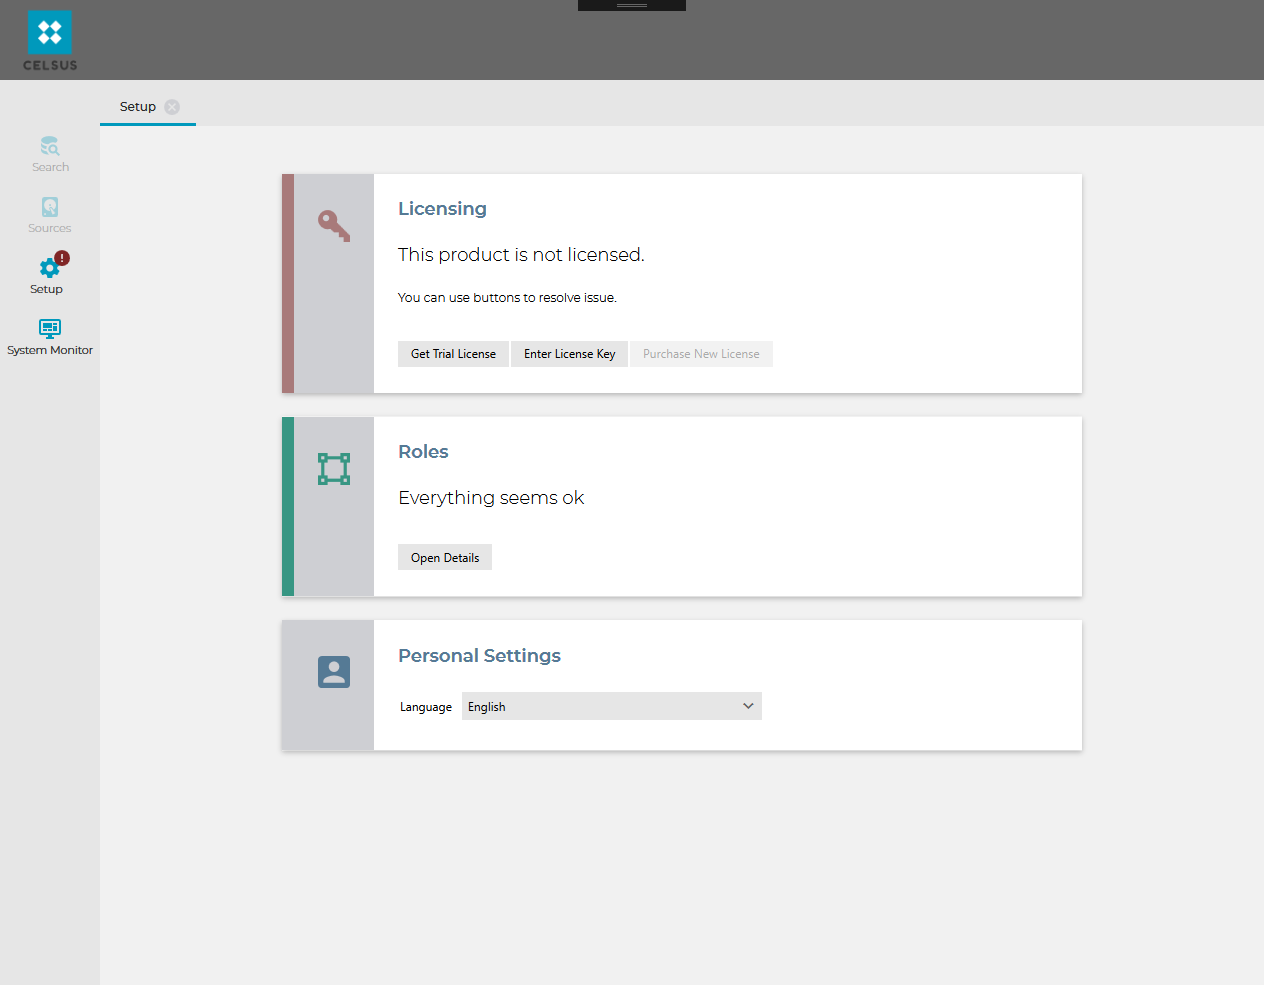 CELSUS
Setup
Search
Sources
Setup
System Monitor
Licensing
This product is not licensed.
You can use buttons to resolve issue.
Get Trial License Enter License Key Purchase New License
Roles
Everything seems ok
Open Details
Personal Settings
Language English